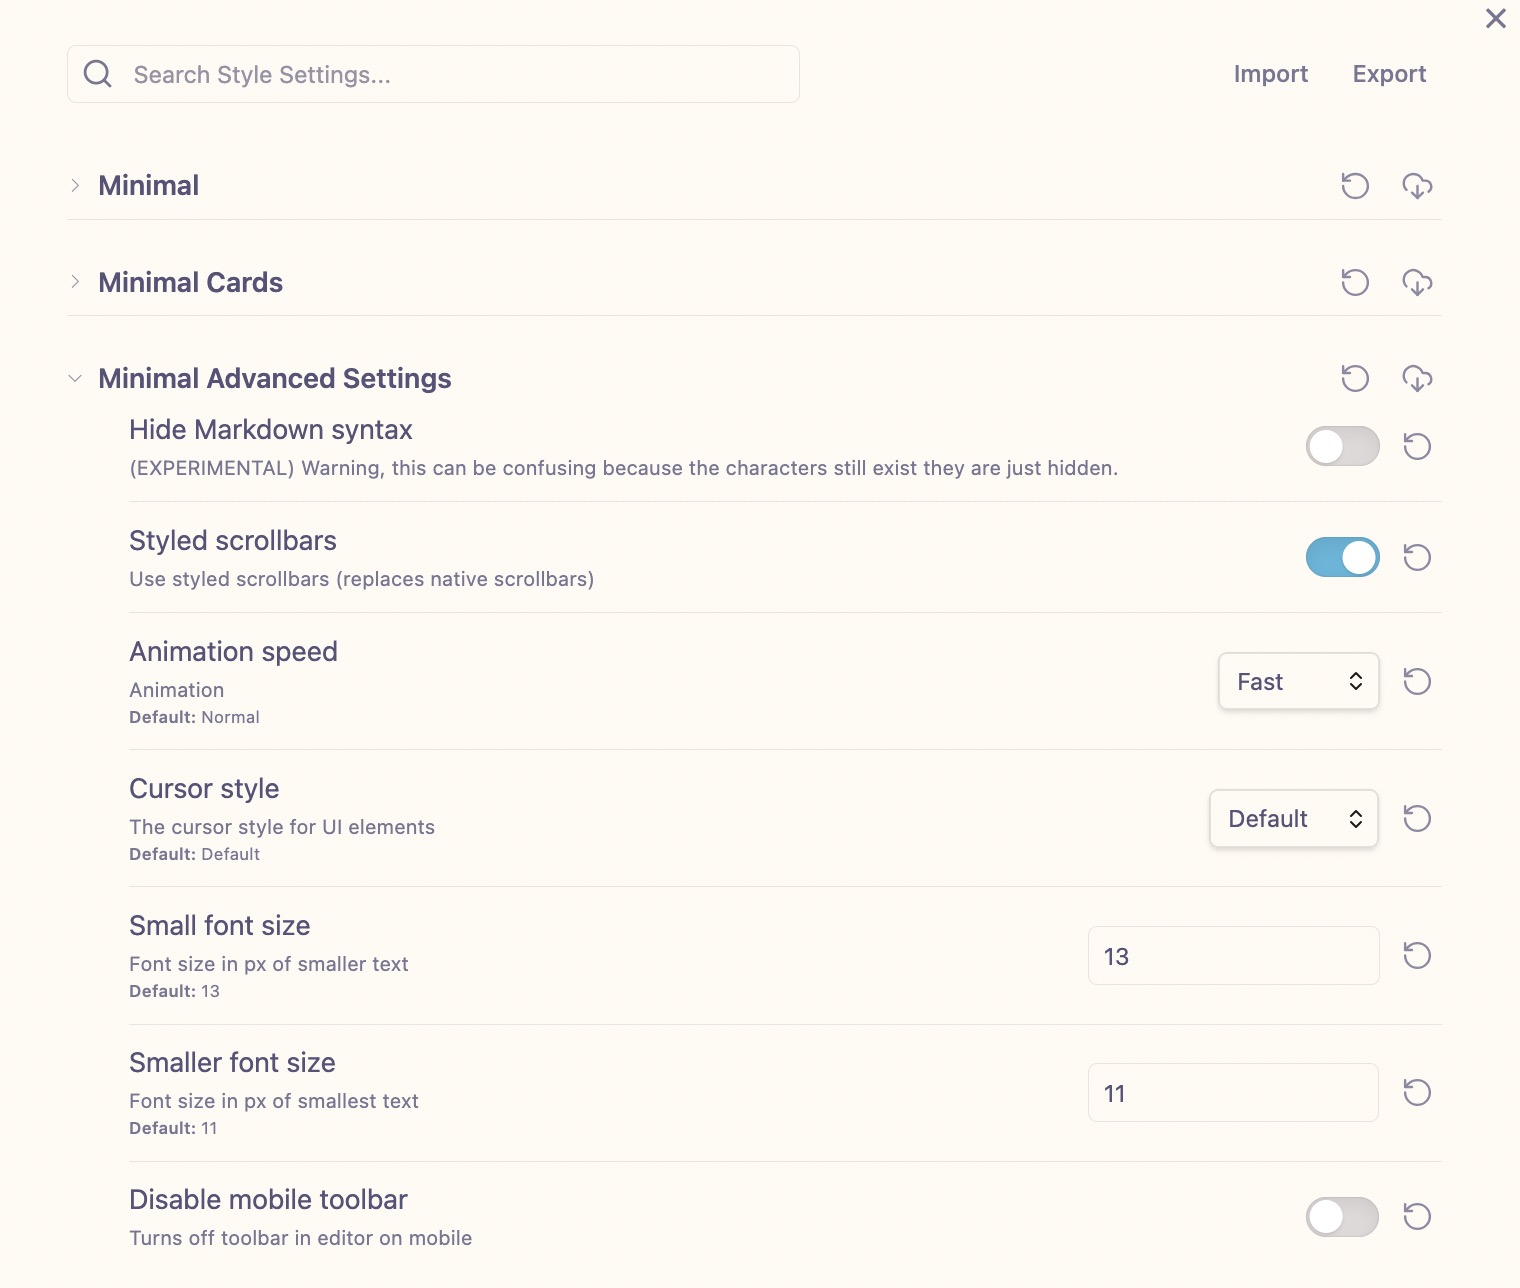 Search Style Settings...
Import
Export
Minimal
Minimal Cards
Minimal Advanced Settings
Hide Markdown syntax
(EXPERIMENTAL) Warning, this can be confusing because the characters still exist they are just hidden.
Styled scrollbars
Use styled scrollbars (replaces native scrollbars)
Animation speed
Animation
Default: Normal
Fast
Cursor style
The cursor style for UI elements
Default: Default
Default
Small font size
Font size in px of smaller text
Default: 13
13
Smaller font size
Font size in px of smallest text
Default: 11
11
Disable mobile toolbar
Turns off toolbar in editor on mobile